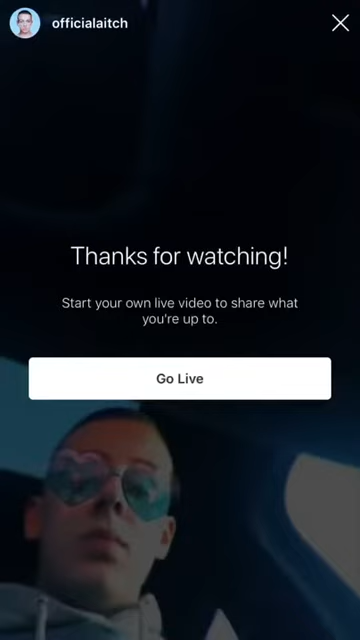 officialaitch
Thanks for watching!
Start your own live video to share what
you're up to.
Go Live